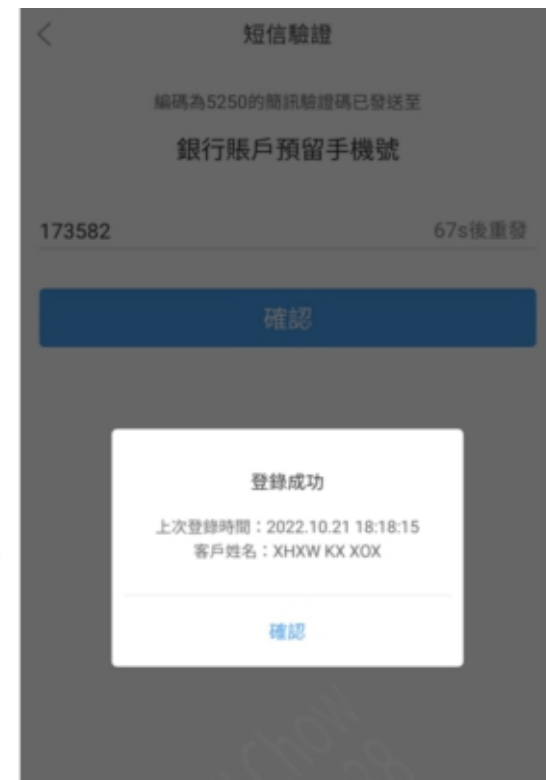 短信驗證
編碼為5250的簡訊驗證碼已發送至
銀行賬戶預留手機號
173582 67s後重發
確認
登錄成功
上次登錄時間：2022.10.21 18:18:15
客戶姓名：XHXW KX XOX
確認
Chow